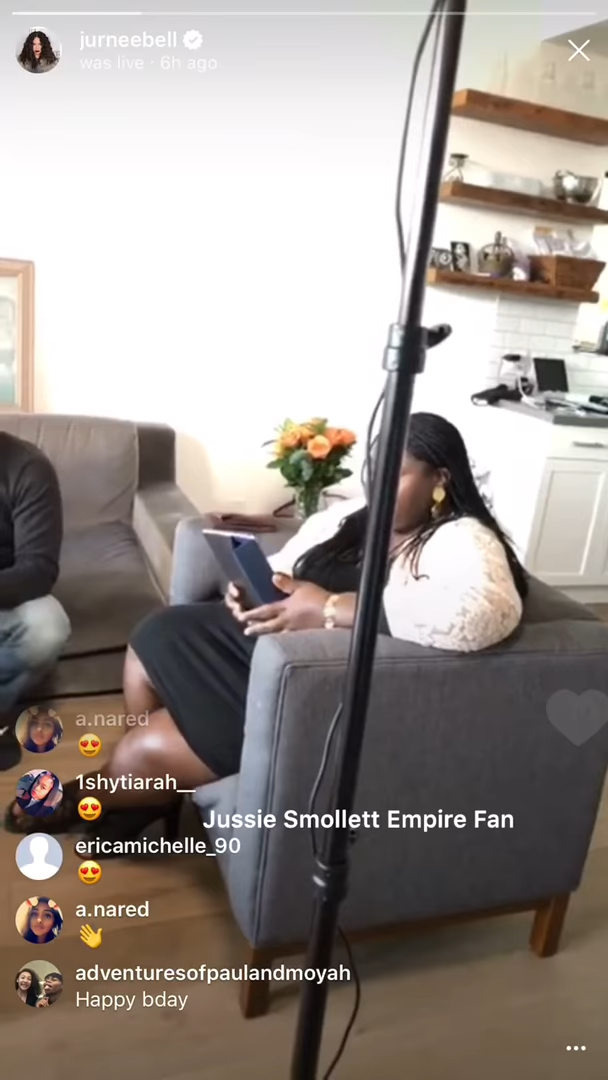 jurneebell
was live · 6h ago
a.nared
😍
1shytiarah__
😍
Jussie Smollett Empire Fan
ericamichelle_90
😍
a.nared
👋
adventuresofpaulandmoyah
Happy bday